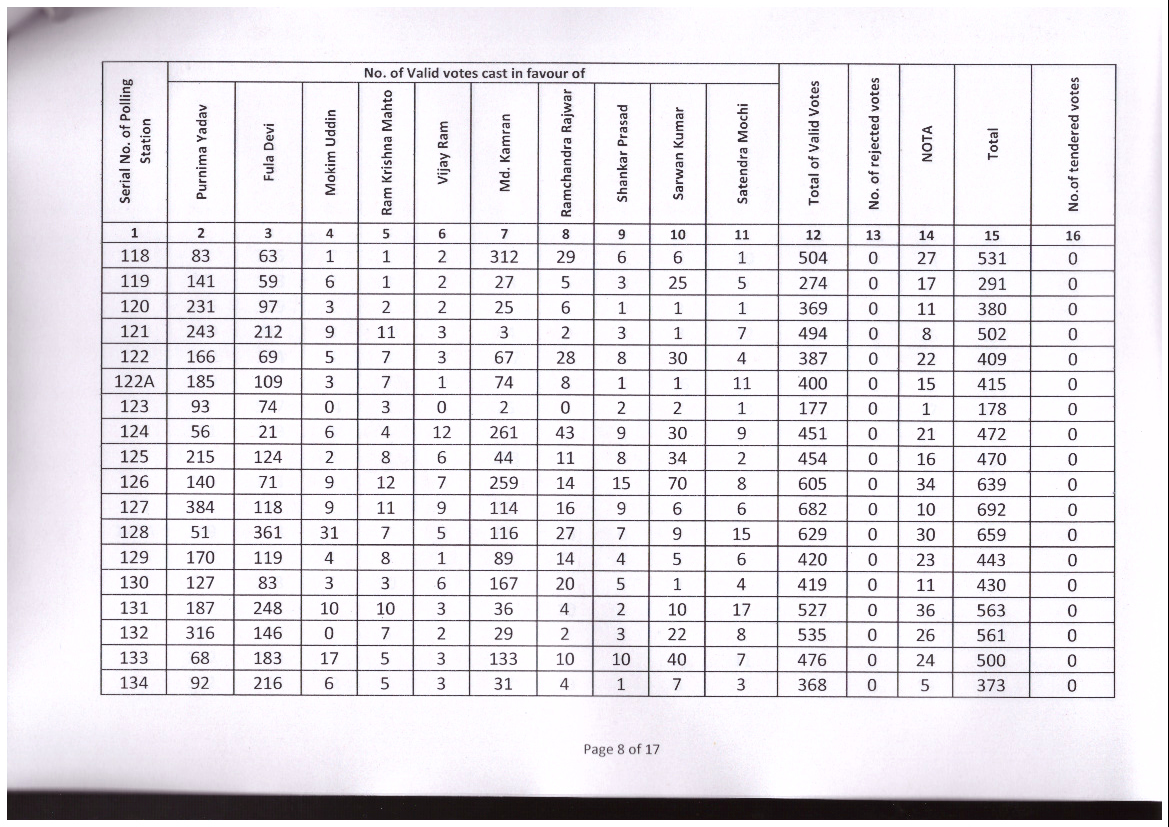 No. of Valid votes cast in favour of
Serial No. of Polling Station Purnima Yadav Fula Devi Mokim Uddin Ram Krishna Mahto Vijay Ram Md. Kamran Ramchandra Rajwar Shankar Prasad Sarwan Kumar Satendra Mochi Total of Valid Votes No. of rejected votes NOTA Total No.of tendered votes
1 2 3 4 5 6 7 8 9 10 11 12 13 14 15 16
118 83 63 1 1 2 312 29 6 6 1 504 0 27 531 0
119 141 59 6 1 2 27 5 3 25 5 274 0 17 291 0
120 231 97 3 2 2 25 6 1 1 1 369 0 11 380 0
121 243 212 9 11 3 3 2 3 1 7 494 0 8 502 0
122 166 69 5 7 3 67 28 8 30 4 387 0 22 409 0
122A 185 109 3 7 1 74 8 1 1 11 400 0 15 415 0
123 93 74 0 3 0 2 0 2 2 1 177 0 1 178 0
124 56 21 6 4 12 261 43 9 30 9 451 0 21 472 0
125 215 124 2 8 6 44 11 8 34 2 454 0 16 470 0
126 140 71 9 12 7 259 14 15 70 8 605 0 34 639 0
127 384 118 9 11 9 114 16 9 6 6 682 0 10 692 0
128 51 361 31 7 5 116 27 7 9 15 629 0 30 659 0
129 170 119 4 8 1 89 14 4 5 6 420 0 23 443 0
130 127 83 3 3 6 167 20 5 1 4 419 0 11 430 0
131 187 248 10 10 3 36 4 2 10 17 527 0 36 563 0
132 316 146 0 7 2 29 2 3 22 8 535 0 26 561 0
133 68 183 17 5 3 133 10 10 40 7 476 0 24 500 0
134 92 216 6 5 3 31 4 1 7 3 368 0 5 373 0
Page 8 of 17